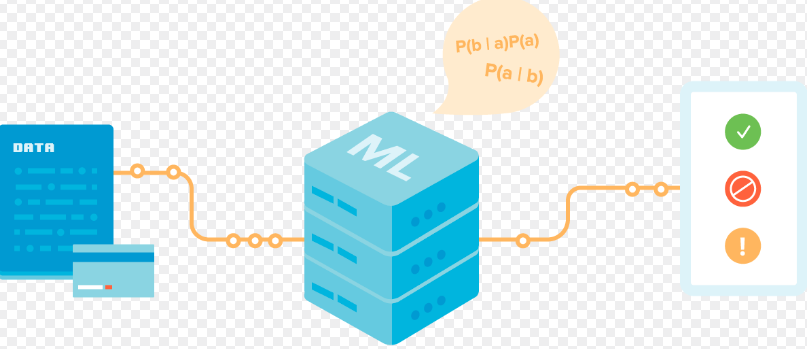 P(b | a)P(a)
P(a | b)
ML
DATA
!